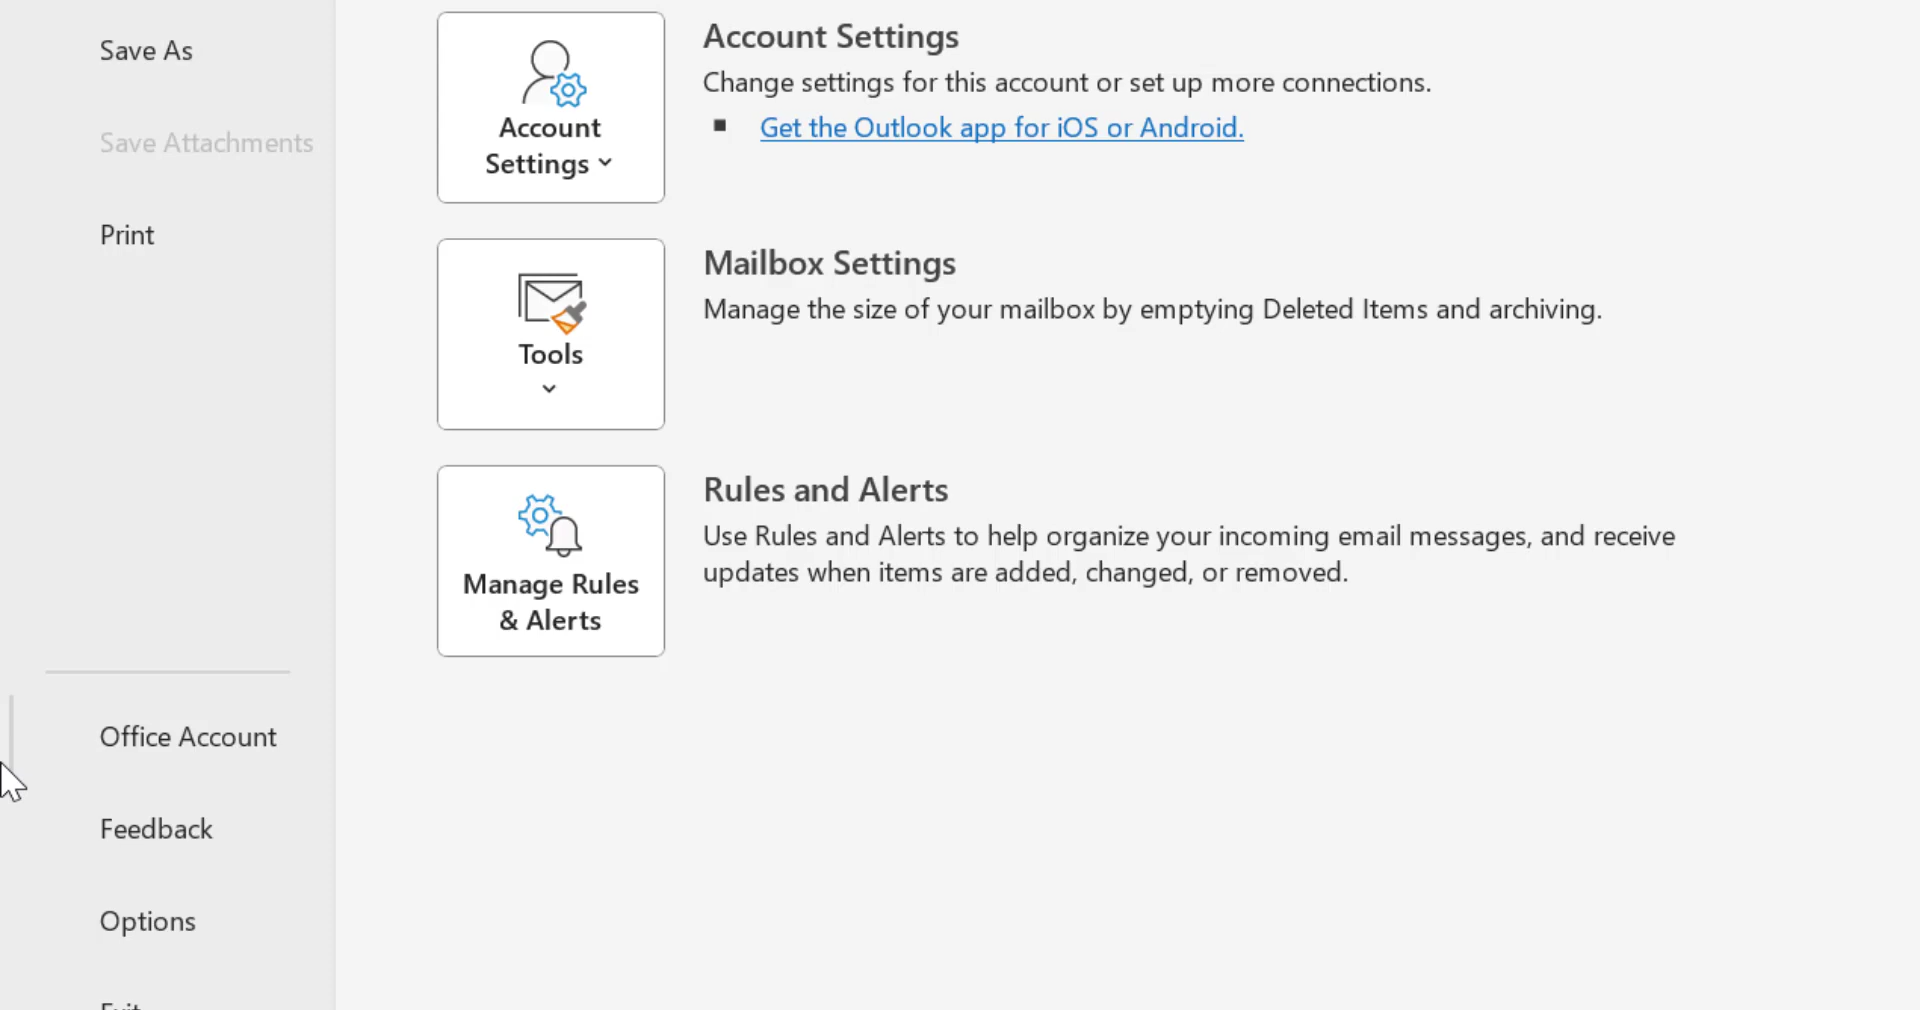 Save As
Save Attachments
Print
Office Account
Feedback
Options
Exit
Account
Settings
Account Settings
Change settings for this account or set up more connections.
Get the Outlook app for iOS or Android.
Tools
Mailbox Settings
Manage the size of your mailbox by emptying Deleted Items and archiving.
Manage Rules
& Alerts
Rules and Alerts
Use Rules and Alerts to help organize your incoming email messages, and receive
updates when items are added, changed, or removed.